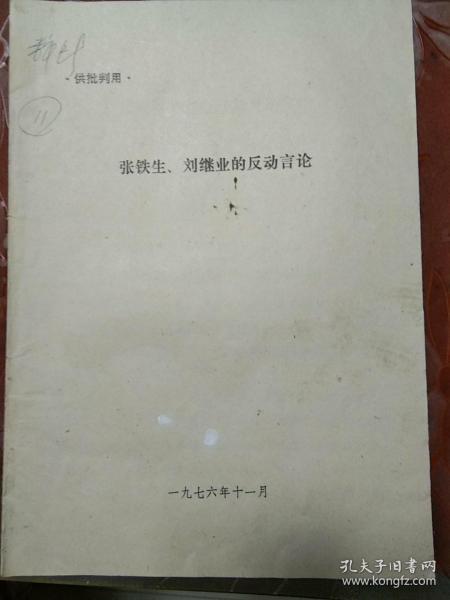 ·供批判用·
11
张铁生、刘继业的反动言论
一九七六年十一月
孔夫子旧书网
www.kongfz.com